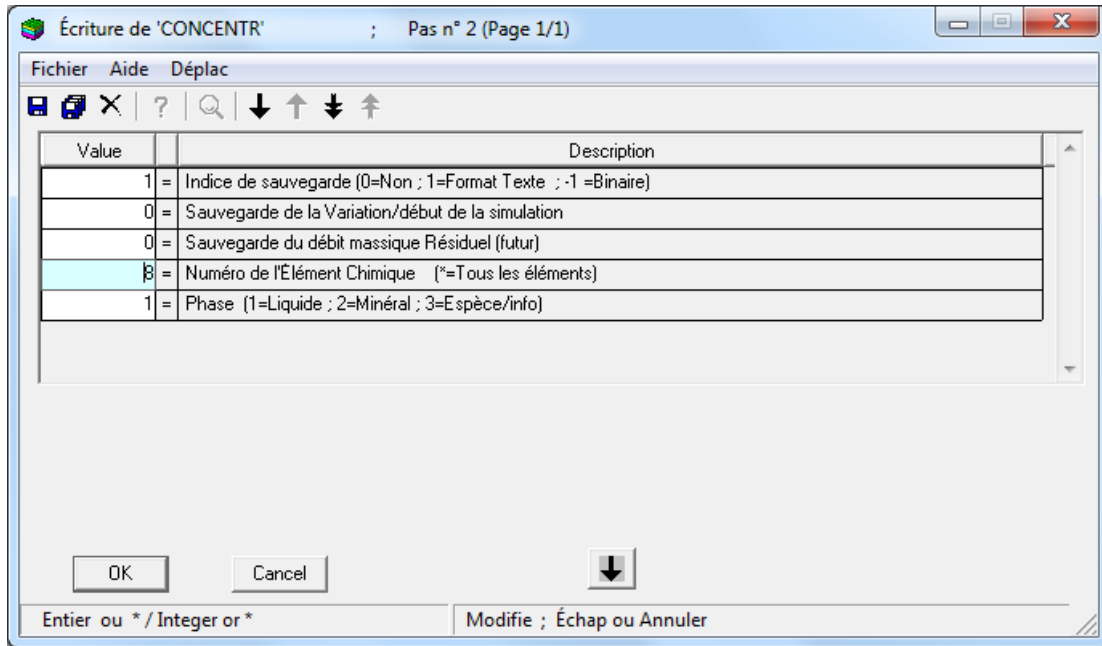 Écriture de 'CONCENTR' ; Pas n° 2 (Page 1/1)
Fichier Aide Déplac
?
Value Description
1 = Indice de sauvegarde (0=Non ; 1=Format Texte ; -1 =Binaire)
0 = Sauvegarde de la Variation/début de la simulation
0 = Sauvegarde du débit massique Résiduel (futur)
8 = Numéro de l'Élément Chimique (*=Tous les éléments)
1 = Phase (1=Liquide ; 2=Minéral ; 3=Espèce/info)
OK Cancel
Entier ou * / Integer or * Modifie ; Échap ou Annuler